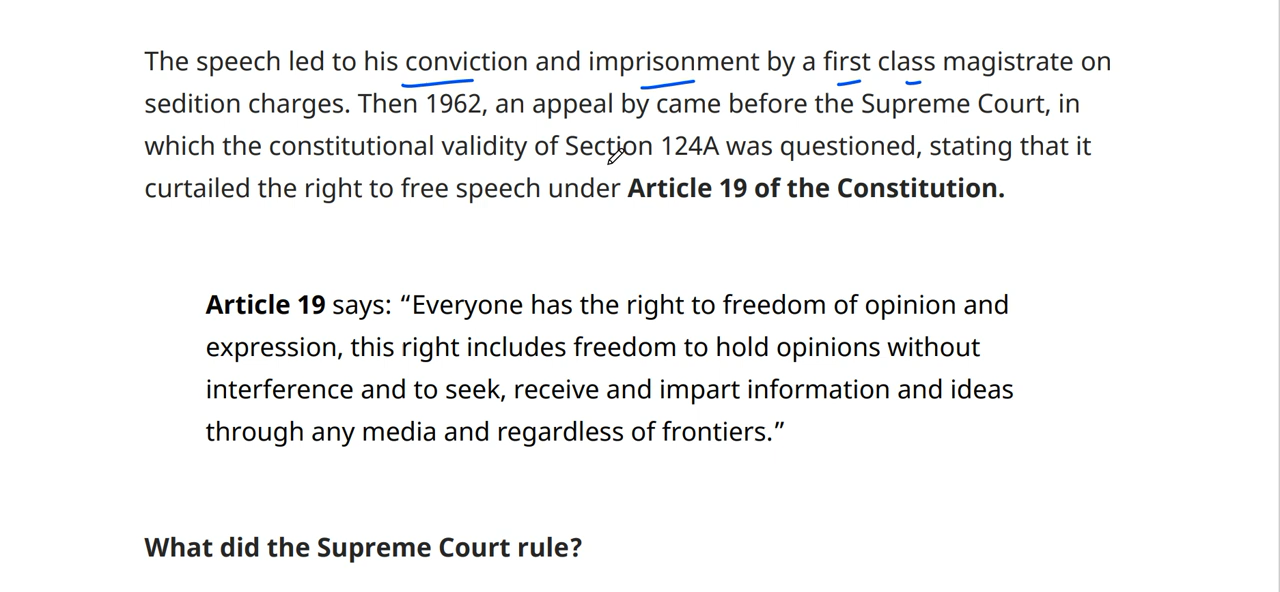 The speech led to his conviction and imprisonment by a first class magistrate on
sedition charges. Then 1962, an appeal by came before the Supreme Court, in
which the constitutional validity of Section 124A was questioned, stating that it
curtailed the right to free speech under Article 19 of the Constitution.
Article 19 says: “Everyone has the right to freedom of opinion and
expression, this right includes freedom to hold opinions without
interference and to seek, receive and impart information and ideas
through any media and regardless of frontiers.”
What did the Supreme Court rule?